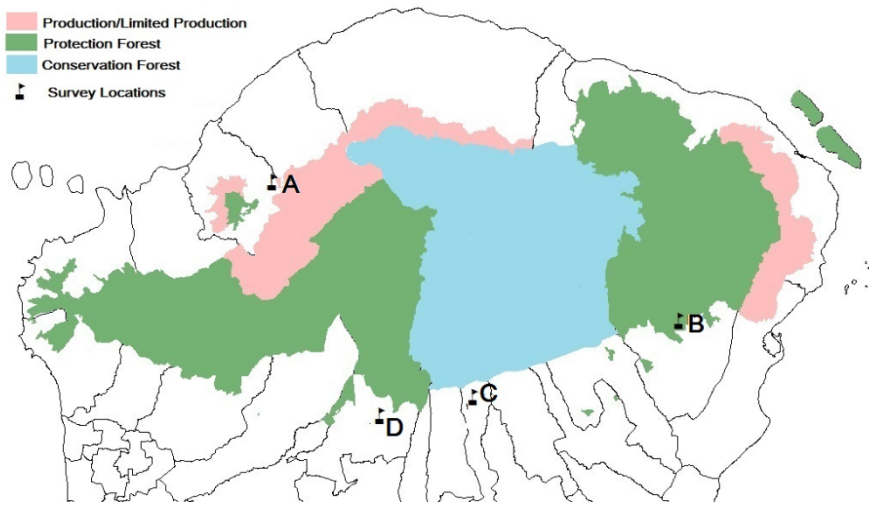 Production/Limited Production
Protection Forest
Conservation Forest
Survey Locations
A
B
C
D